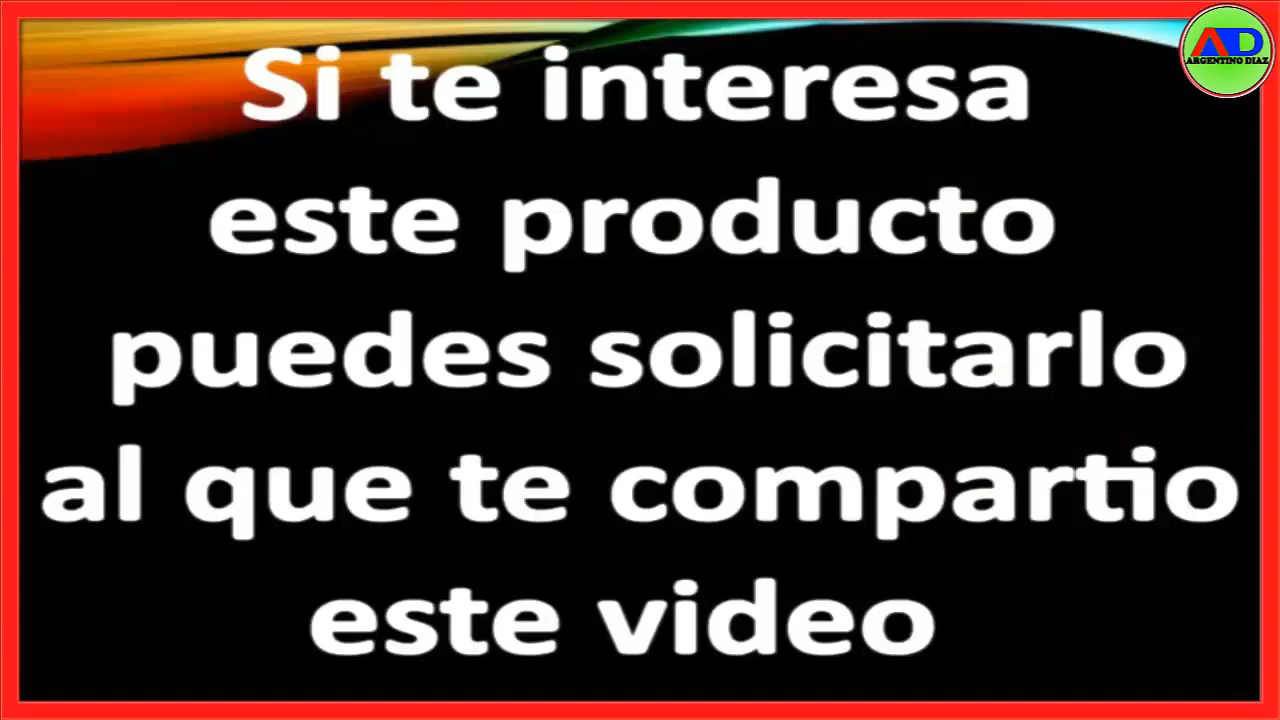 AD
ARGENTINO DIAZ
Si te interesa
este producto
puedes solicitarlo
al que te compartio
este video